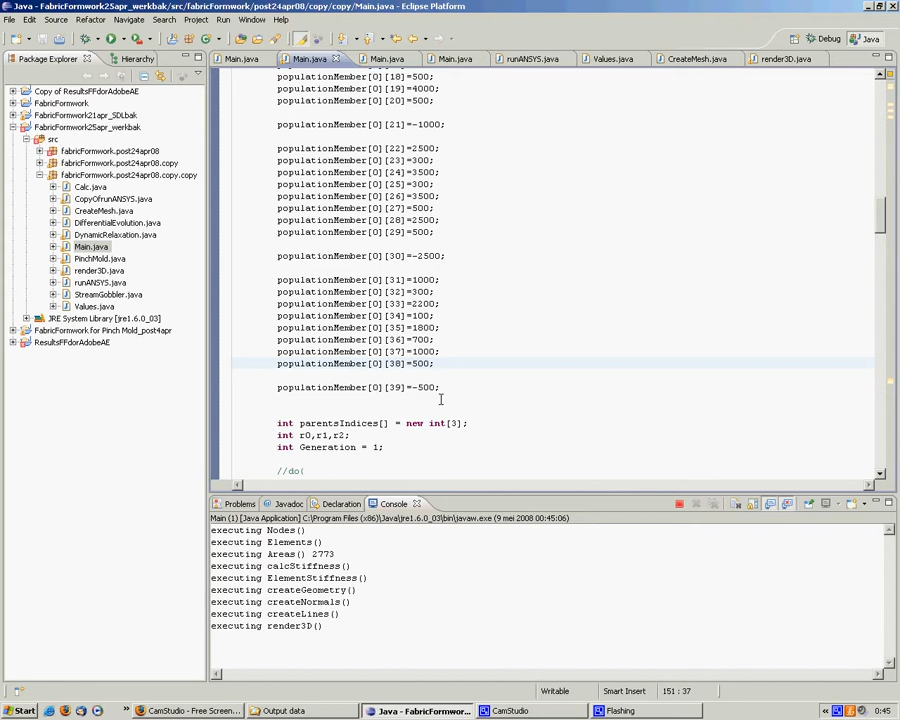 Java - FabricFormwork25apr_werkbak/src/fabricFormwork/post24apr08/copy/copy/Main.java - Eclipse Platform
File Edit Source Refactor Navigate Search Project Run Window Help
Debug Java
Package Explorer Hierarchy
Main.java Main.java Main.java Main.java runANSYS.java Values.java CreateMesh.java render3D.java
Copy of ResultsFFdorAdobeAE
FabricFormwork
FabricFormwork21apr_SDLbak
FabricFormwork25apr_werkbak
src
fabricFormwork.post24apr08
fabricFormwork.post24apr08.copy
fabricFormwork.post24apr08.copy.copy
Calc.java
CopyOfrunANSYS.java
CreateMesh.java
DifferentialEvolution.java
DynamicRelaxation.java
Main.java
PinchMold.java
render3D.java
runANSYS.java
StreamGobbler.java
Values.java
JRE System Library [jre1.6.0_03]
FabricFormwork for Pinch Mold_post4apr
ResultsFFdorAdobeAE
populationMember[0][18]=500;
populationMember[0][19]=4000;
populationMember[0][20]=500;
populationMember[0][21]=-1000;
populationMember[0][22]=2500;
populationMember[0][23]=300;
populationMember[0][24]=3500;
populationMember[0][25]=300;
populationMember[0][26]=3500;
populationMember[0][27]=500;
populationMember[0][28]=2500;
populationMember[0][29]=500;
populationMember[0][30]=-2500;
populationMember[0][31]=1000;
populationMember[0][32]=300;
populationMember[0][33]=2200;
populationMember[0][34]=100;
populationMember[0][35]=1800;
populationMember[0][36]=700;
populationMember[0][37]=1000;
populationMember[0][38]=500;
populationMember[0][39]=-500;
int parentsIndices[] = new int[3];
int r0,r1,r2;
int Generation = 1;
//do{
Problems Javadoc Declaration Console
Main (1) [Java Application] C:\Program Files (x86)\Java\jre1.6.0_03\bin\javaw.exe (9 mei 2008 00:45:06)
executing Nodes()
executing Elements()
executing Areas() 2773
executing calcStiffness()
executing ElementStiffness()
executing createGeometry()
executing createNormals()
executing createLines()
executing render3D()
Writable Smart Insert 151 : 37
Start CamStudio - Free Screen... Output data Java - FabricFormwor... CamStudio Flashing 0:45